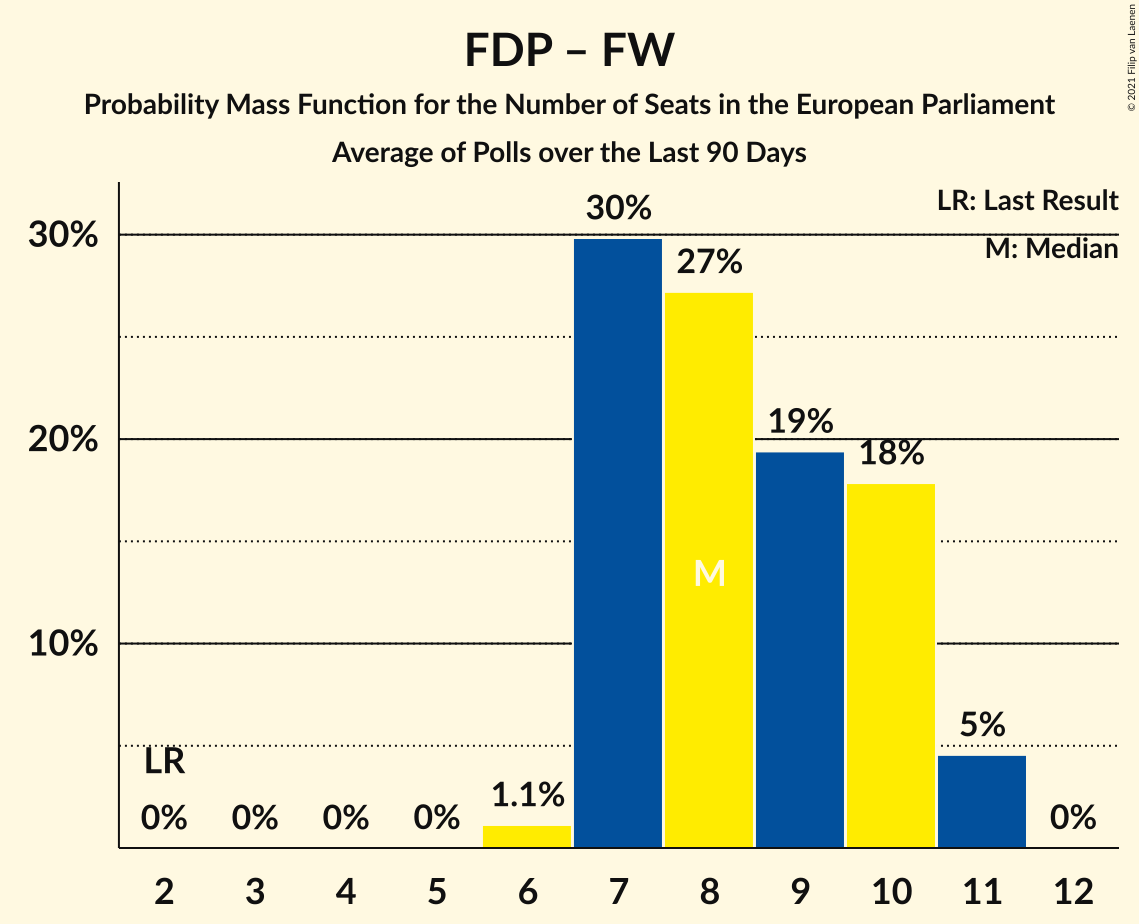 FDP – FW
Probability Mass Function for the Number of Seats in the European Parliament
Average of Polls over the Last 90 Days
© 2021 Filip van Laenen
LR: Last Result
M: Median
30%
20%
10%
LR
0%
0%
0%
0%
1.1%
30%
27%
M
19%
18%
5%
0%
2 3 4 5 6 7 8 9 10 11 12